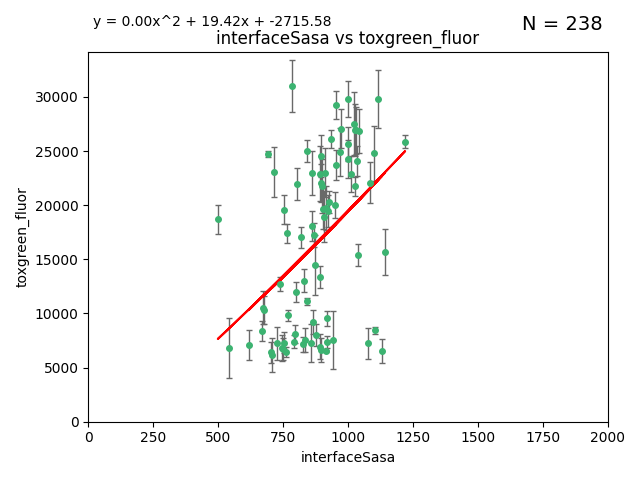 y = 0.00x^2 + 19.42x + -2715.58
N = 238
interfaceSasa vs toxgreen_fluor
toxgreen_fluor
30000
25000
20000
15000
10000
5000
0
0 250 500 750 1000 1250 1500 1750 2000
interfaceSasa